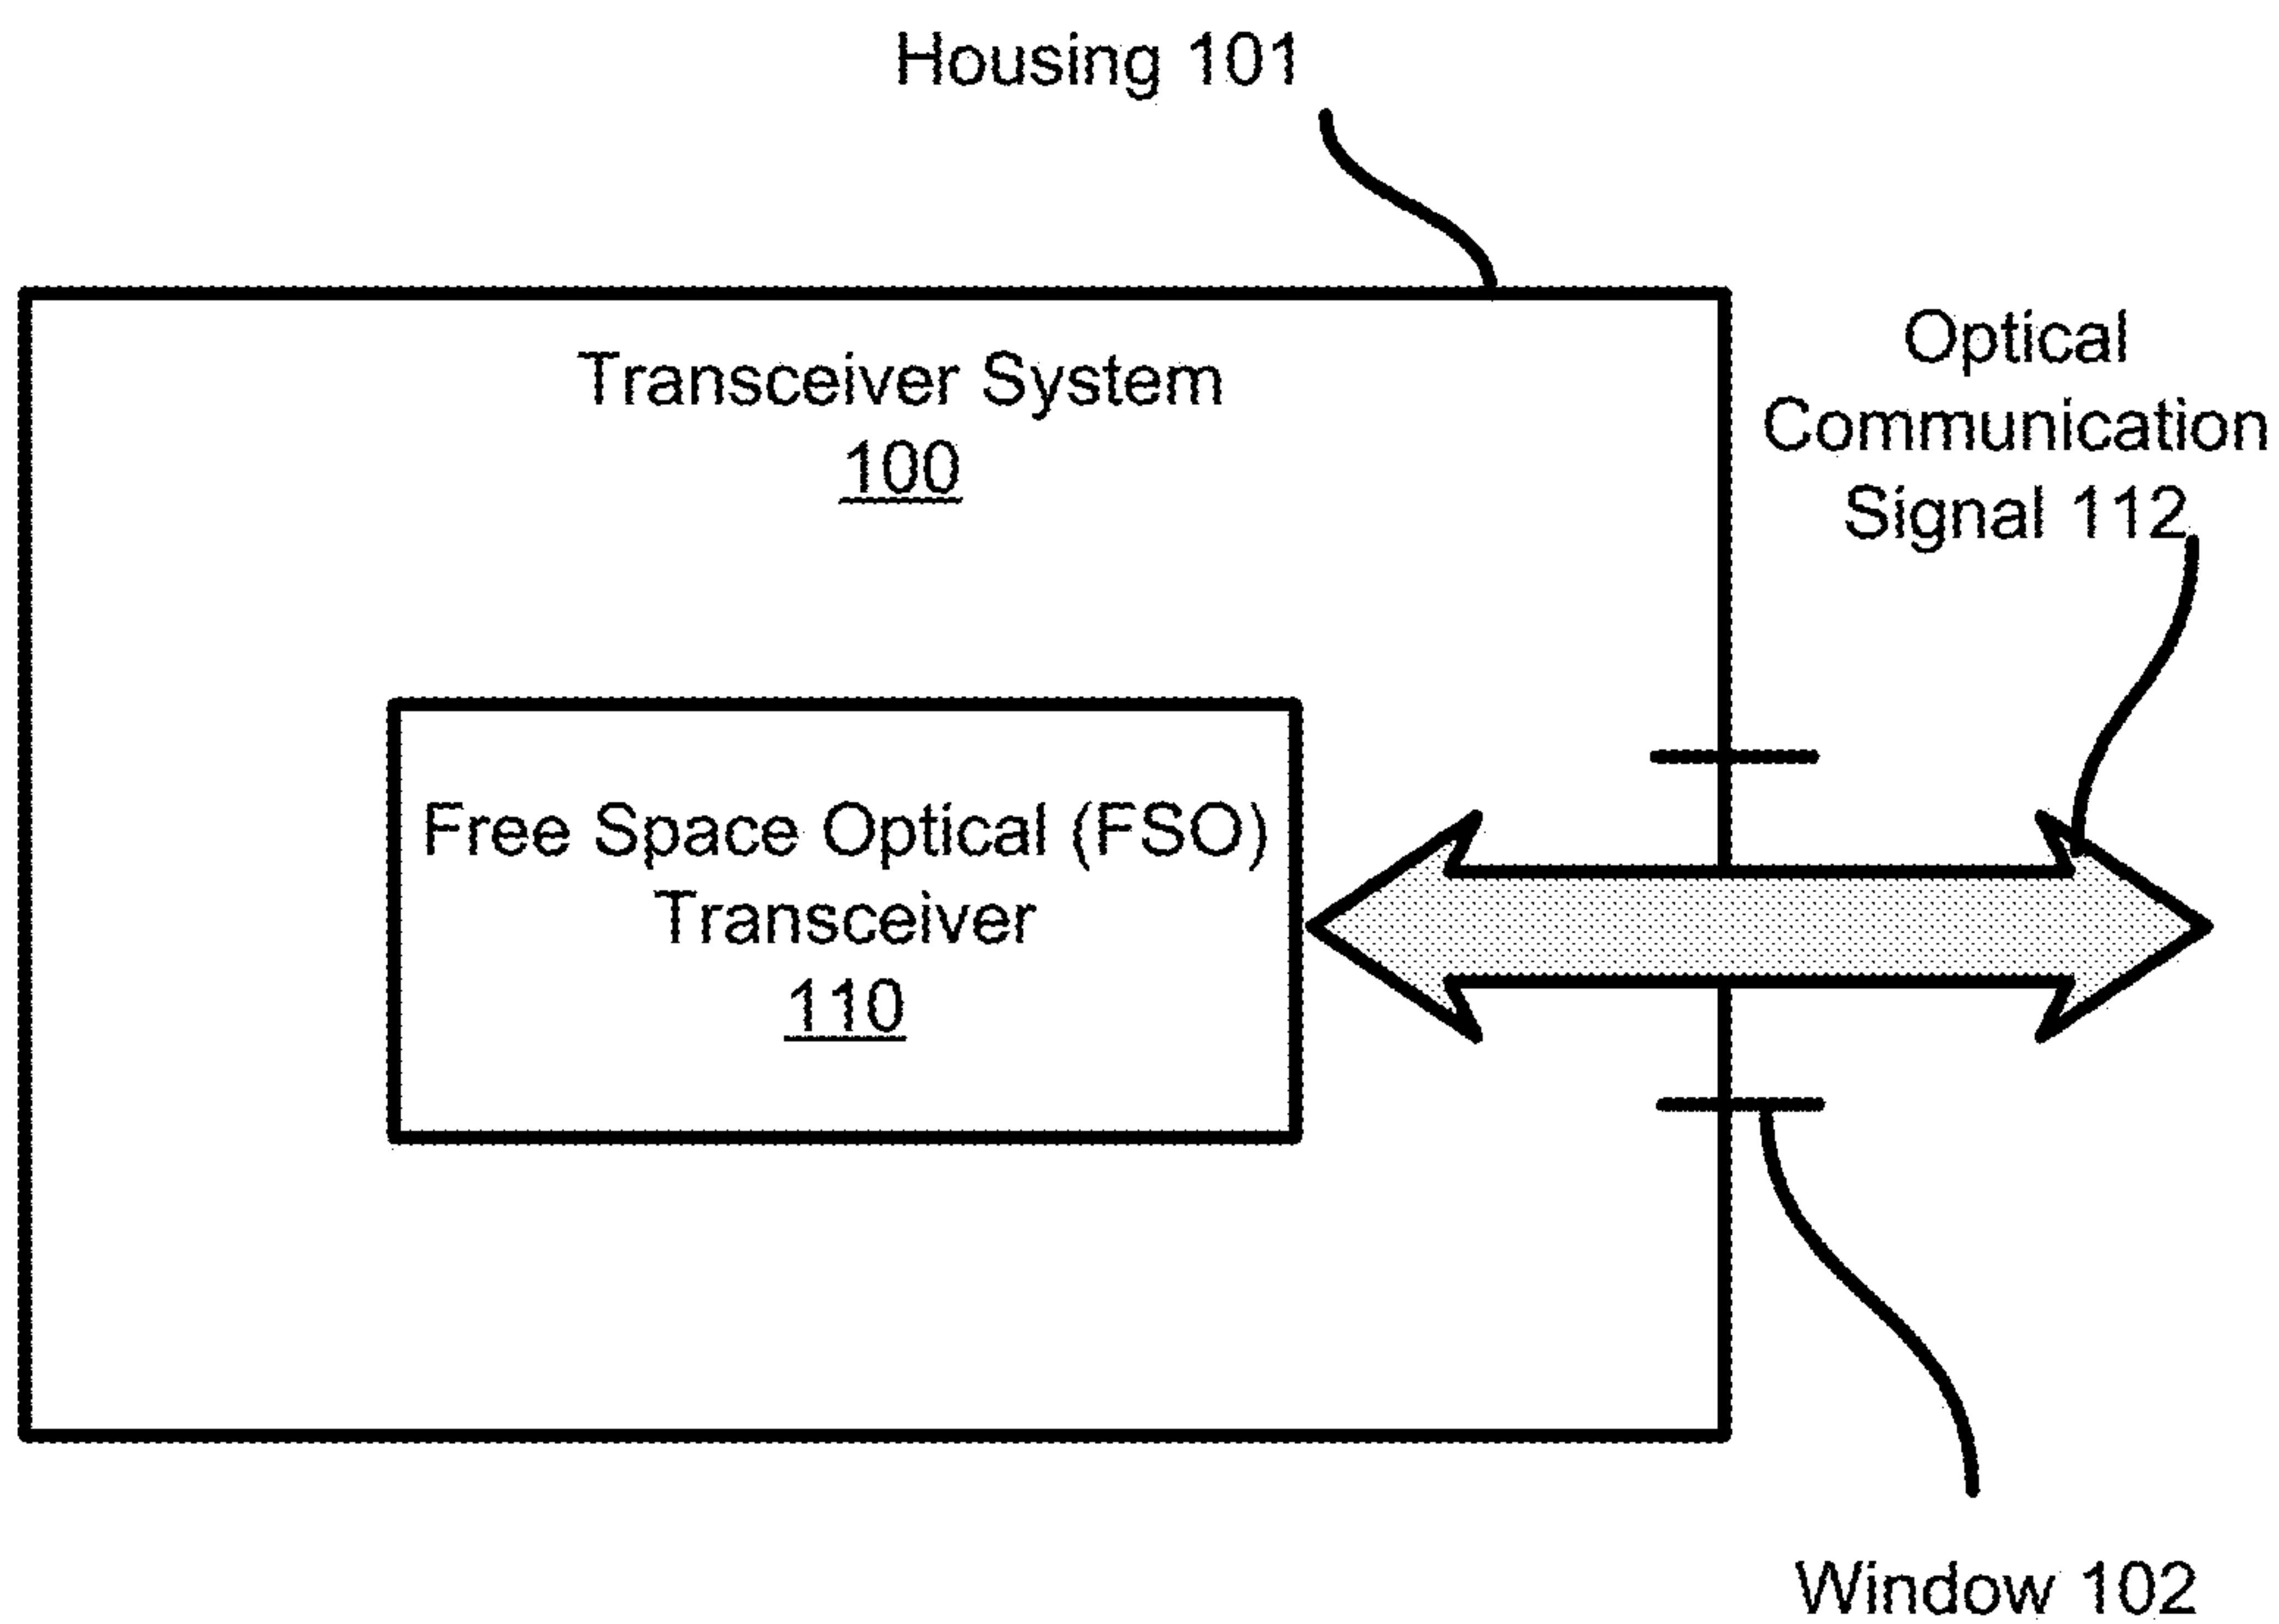 Housing 101
Transceiver System
100
Optical
Communication
Signal 112
Free Space Optical (FSO)
Transceiver
110
Window 102